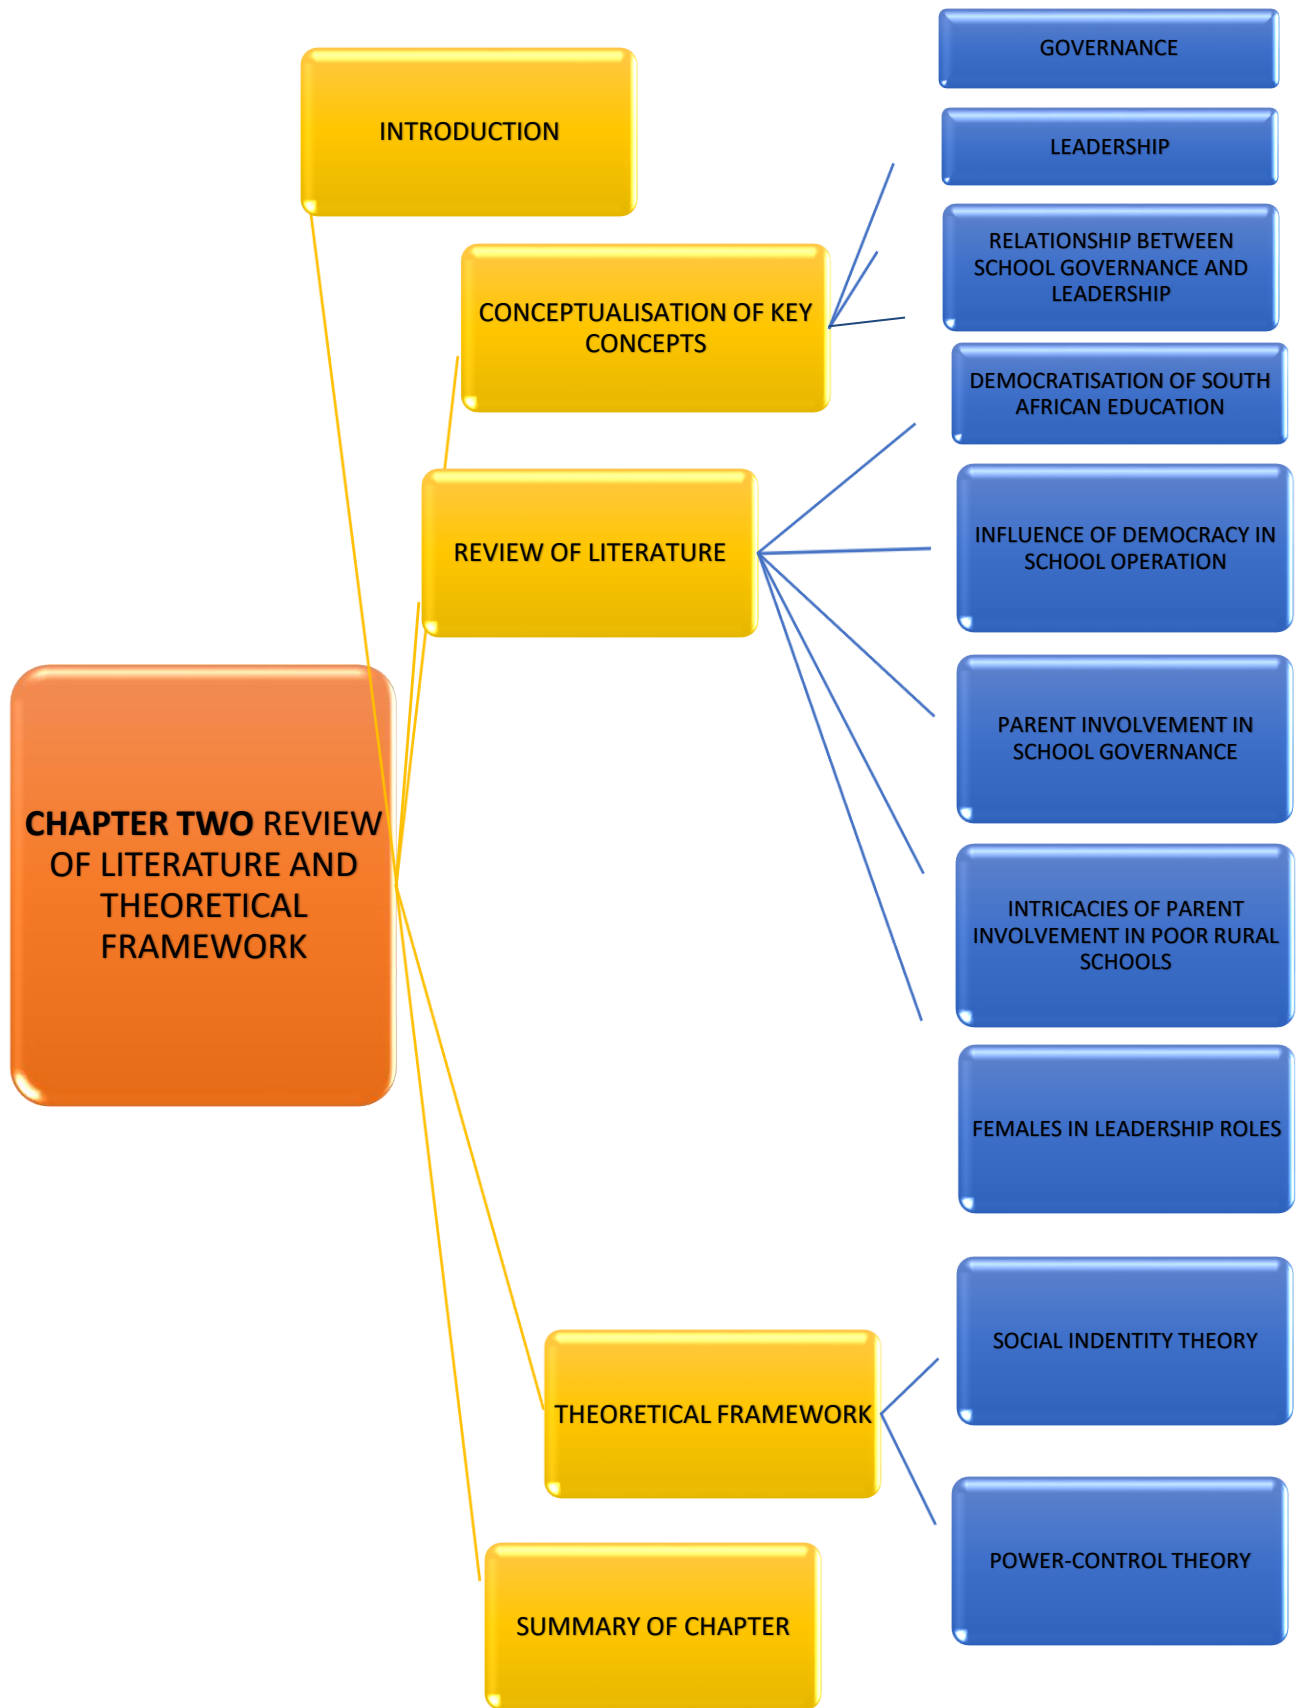 CHAPTER TWO REVIEW
OF LITERATURE AND
THEORETICAL
FRAMEWORK
INTRODUCTION
CONCEPTUALISATION OF KEY
CONCEPTS
GOVERNANCE
LEADERSHIP
RELATIONSHIP BETWEEN
SCHOOL GOVERNANCE AND
LEADERSHIP
REVIEW OF LITERATURE
DEMOCRATISATION OF SOUTH
AFRICAN EDUCATION
INFLUENCE OF DEMOCRACY IN
SCHOOL OPERATION
PARENT INVOLVEMENT IN
SCHOOL GOVERNANCE
INTRICACIES OF PARENT
INVOLVEMENT IN POOR RURAL
SCHOOLS
FEMALES IN LEADERSHIP ROLES
THEORETICAL FRAMEWORK
SOCIAL INDENTITY THEORY
POWER-CONTROL THEORY
SUMMARY OF CHAPTER